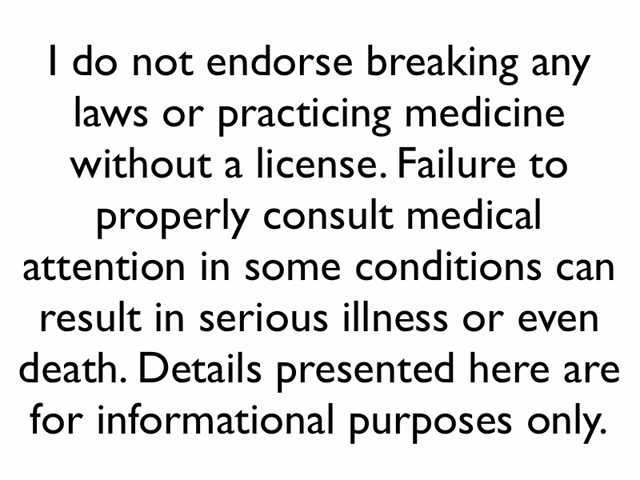 I do not endorse breaking any
laws or practicing medicine
without a license. Failure to
properly consult medical
attention in some conditions can
result in serious illness or even
death. Details presented here are
for informational purposes only.